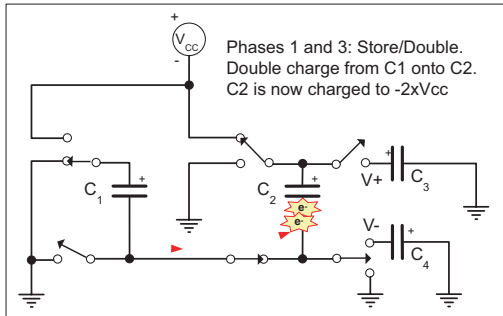 +
VCC
-
Phases 1 and 3: Store/Double.
Double charge from C1 onto C2.
C2 is now charged to -2xVcc
+
C1
+
C2
e-
e-
+
V+
C3
V-
+
C4